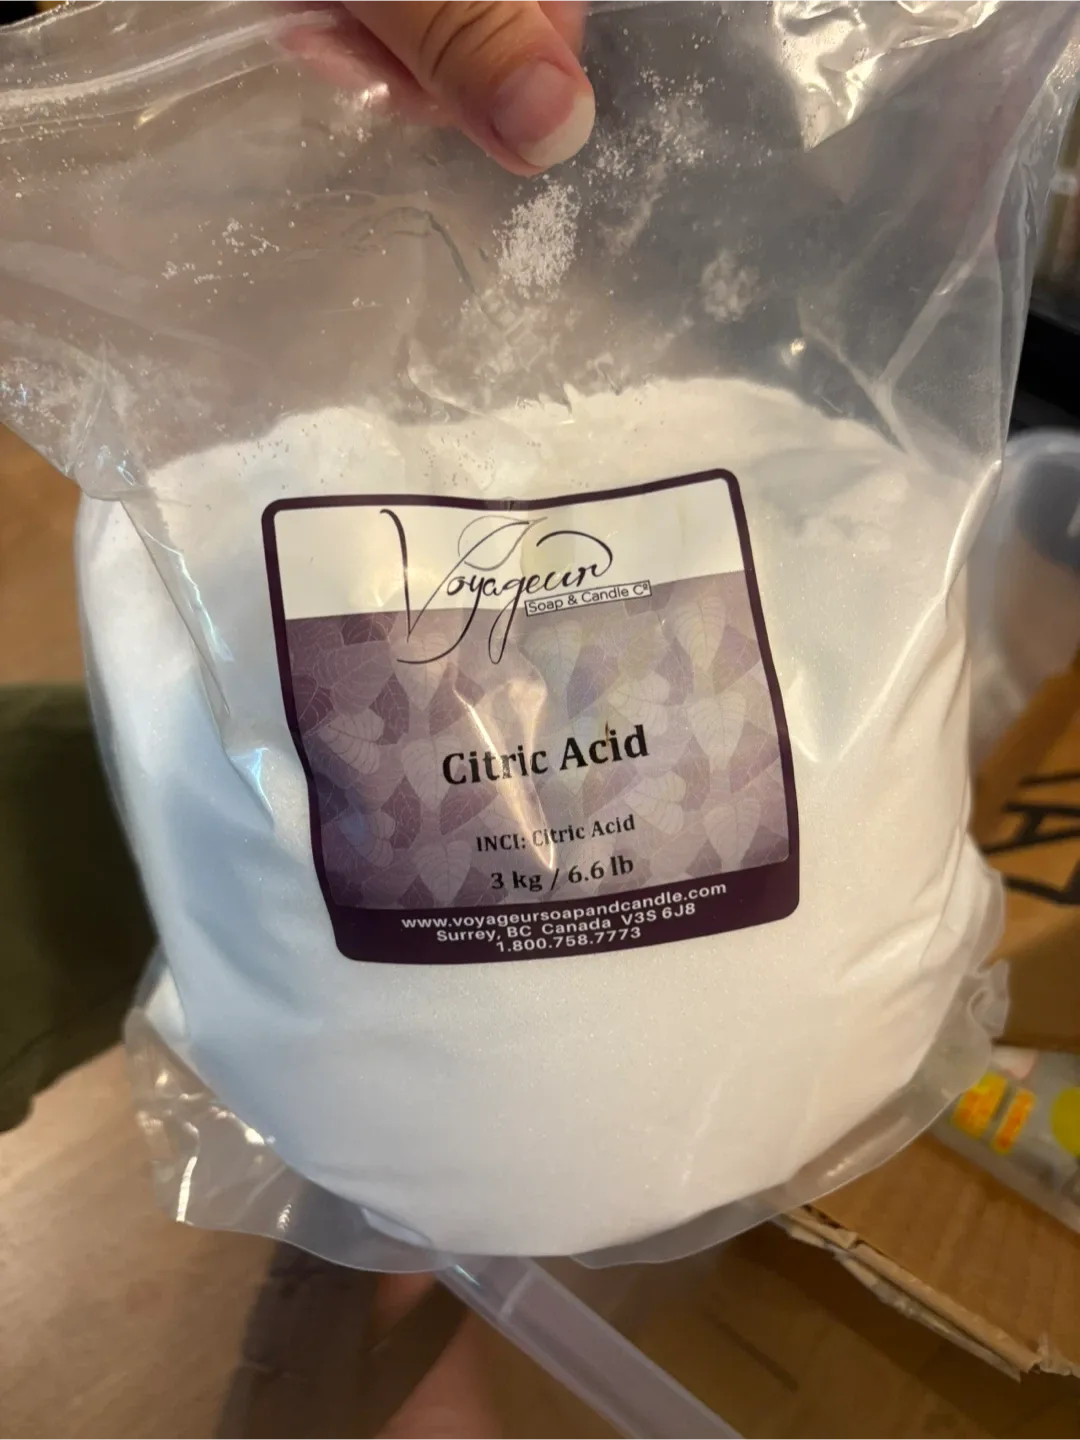 Voyageur
Soap & Candle Cº
Citric Acid
INCI: Citric Acid
3 kg / 6.6 lb
www.voyageursoapandcandle.com
Surrey, BC Canada V3S 6J8
1.800.758.7773